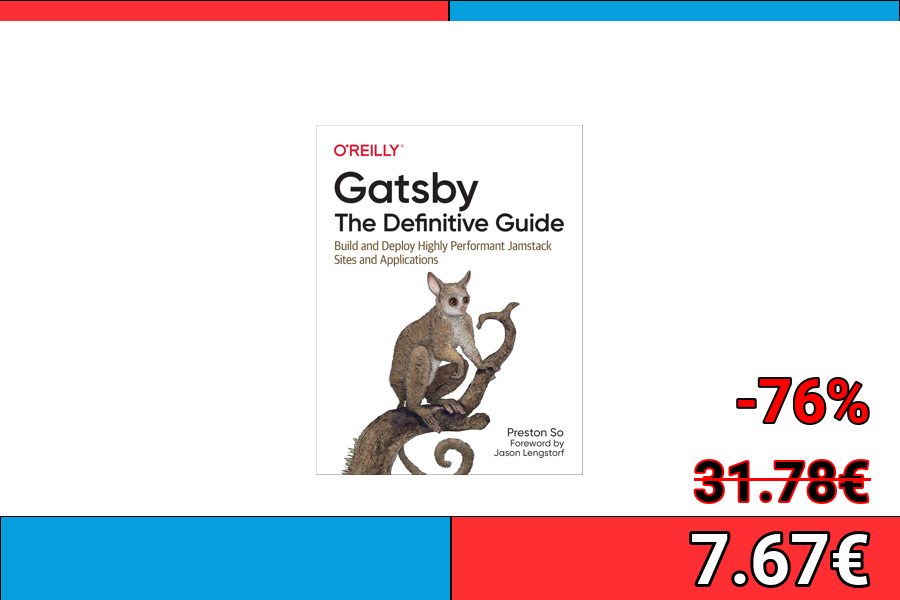 O'REILLY®
Gatsby
The Definitive Guide
Build and Deploy Highly Performant Jamstack
Sites and Applications
Preston So
Foreword by
Jason Lengstorf
-76%
31.78€
7.67€